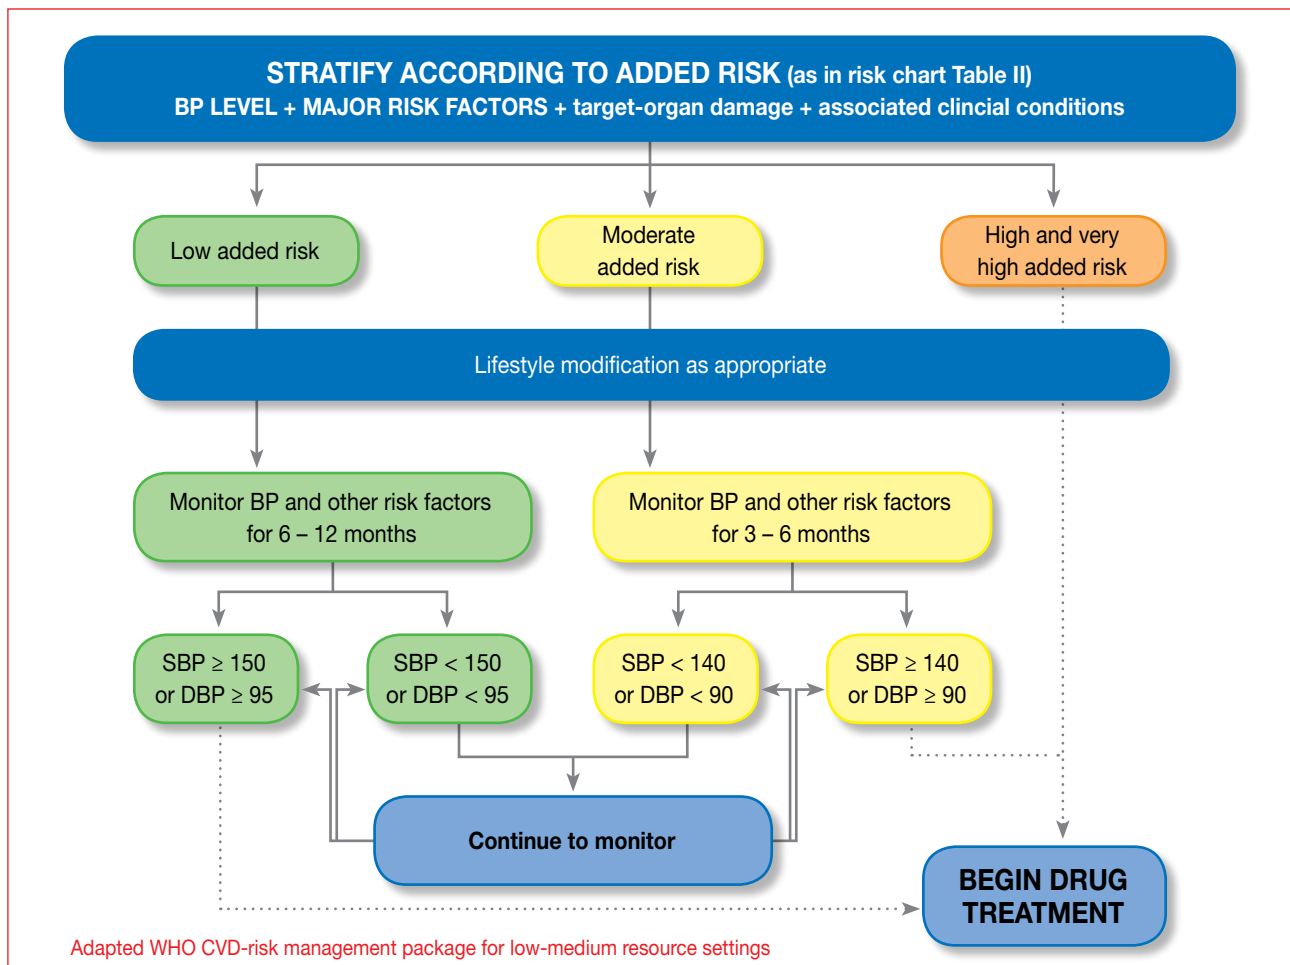 STRATIFY ACCORDING TO ADDED RISK (as in risk chart Table II)
BP LEVEL + MAJOR RISK FACTORS + target-organ damage + associated clincial conditions
Low added risk
Moderate
added risk
High and very
high added risk
Lifestyle modification as appropriate
Monitor BP and other risk factors
for 6 – 12 months
Monitor BP and other risk factors
for 3 – 6 months
SBP ≥ 150
or DBP ≥ 95
SBP < 150
or DBP < 95
SBP < 140
or DBP < 90
SBP ≥ 140
or DBP ≥ 90
Continue to monitor
BEGIN DRUG
TREATMENT
Adapted WHO CVD-risk management package for low-medium resource settings